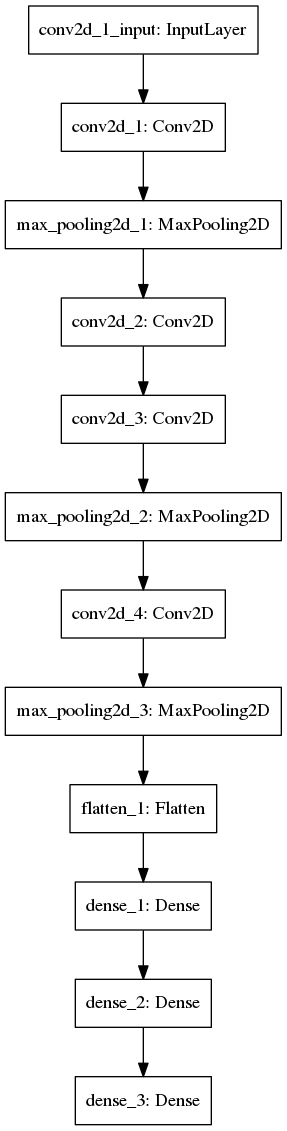 conv2d_1_input: InputLayer
conv2d_1: Conv2D
max_pooling2d_1: MaxPooling2D
conv2d_2: Conv2D
conv2d_3: Conv2D
max_pooling2d_2: MaxPooling2D
conv2d_4: Conv2D
max_pooling2d_3: MaxPooling2D
flatten_1: Flatten
dense_1: Dense
dense_2: Dense
dense_3: Dense